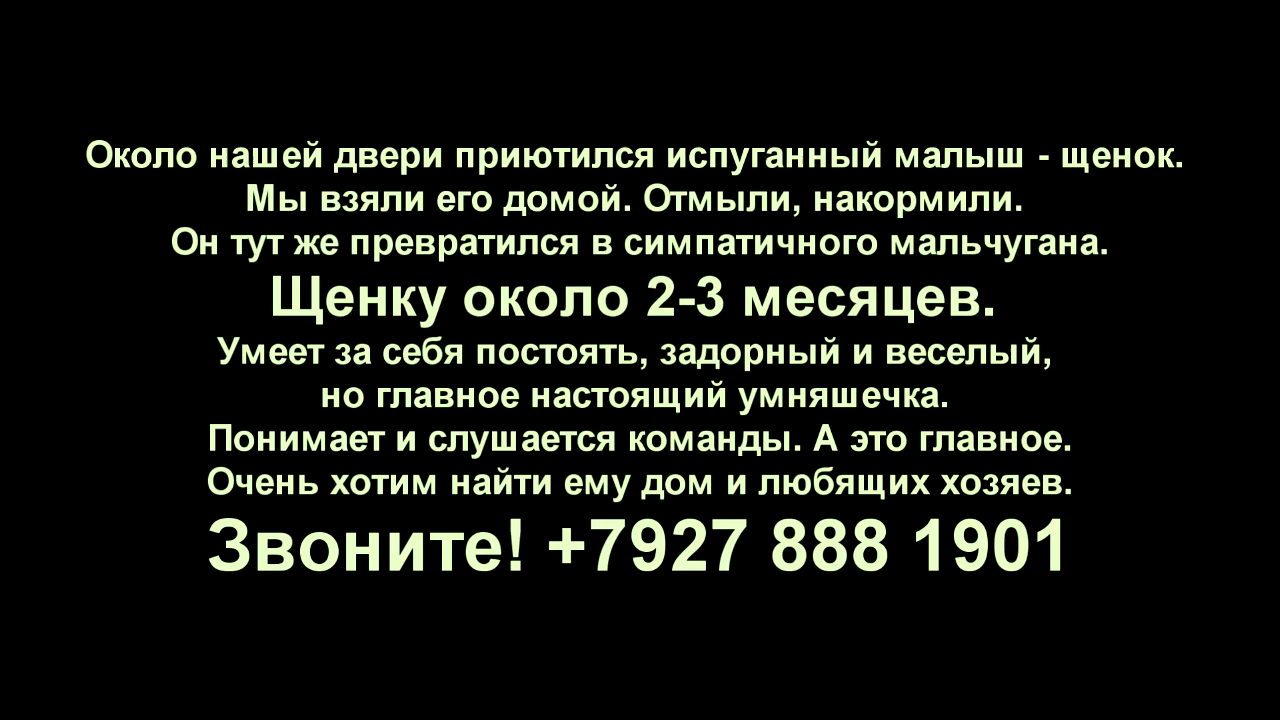 Около нашей двери приютился испуганный малыш - щенок.
Мы взяли его домой. Отмыли, накормили.
Он тут же превратился в симпатичного мальчугана.
Щенку около 2-3 месяцев.
Умеет за себя постоять, задорный и веселый,
но главное настоящий умняшечка.
Понимает и слушается команды. А это главное.
Очень хотим найти ему дом и любящих хозяев.
Звоните! +7927 888 1901